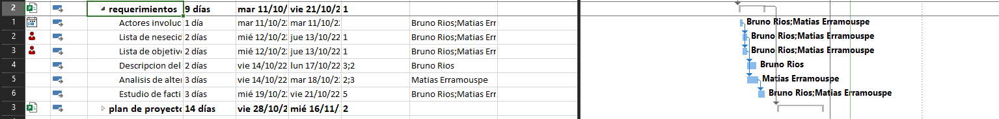 2 requerimientos 9 días mar 11/10/ vie 21/10/2 1
1 Actores involuc 1 día mar 11/10/22 mar 11/10/2: Bruno Rios;Matias Err Bruno Rios;Matias Erramouspe
2 Lista de nesecid 2 días mié 12/10/22 jue 13/10/22 1 Bruno Rios;Matias Err Bruno Rios;Matias Erramouspe
3 Lista de objetiv 2 días mié 12/10/22 jue 13/10/22 1 Bruno Rios;Matias Err Bruno Rios;Matias Erramouspe
4 Descripcion del 2 días vie 14/10/22 lun 17/10/22 3;2 Bruno Rios Bruno Rios
5 Analisis de alter 3 días vie 14/10/22 mar 18/10/22 2;3 Matias Erramouspe Matias Erramouspe
6 Estudio de facti 3 días mié 19/10/22 vie 21/10/22 5 Bruno Rios;Matias Err Bruno Rios;Matias Erramouspe
3 plan de proyecto 14 días vie 28/10/2 mié 16/11/ 2